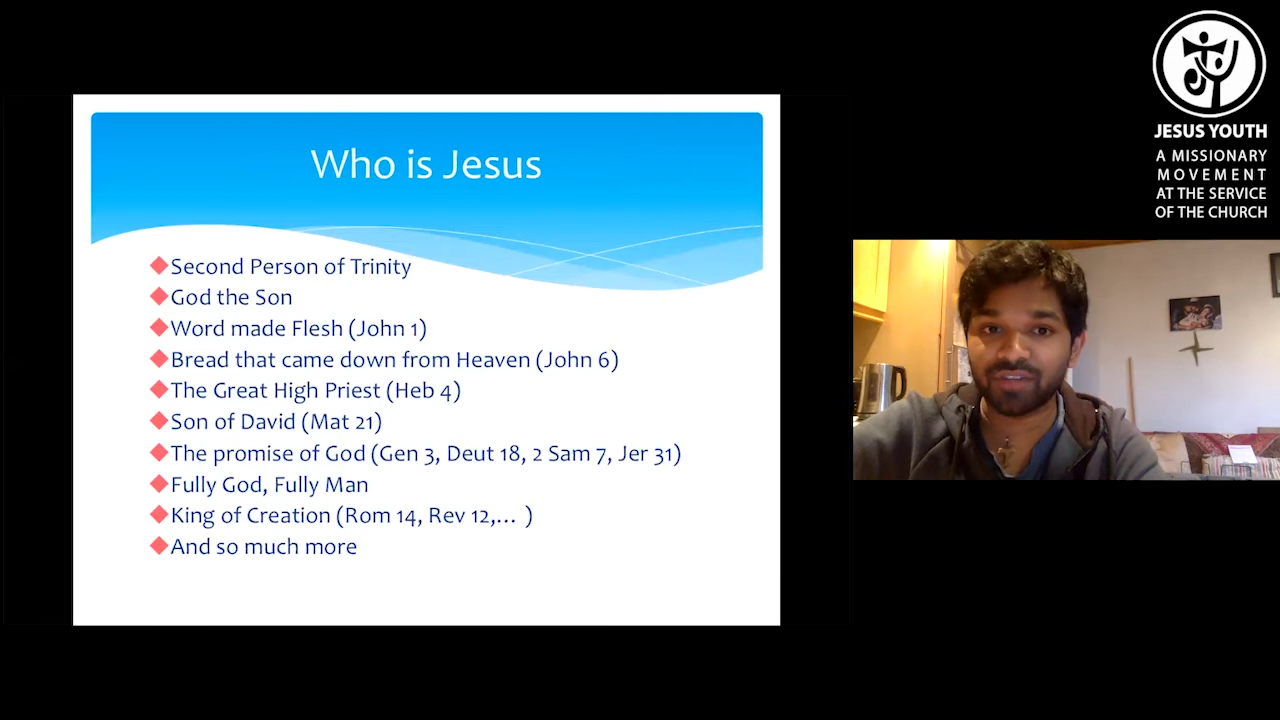 Who is Jesus
Second Person of Trinity
God the Son
Word made Flesh (John 1)
Bread that came down from Heaven (John 6)
The Great High Priest (Heb 4)
Son of David (Mat 21)
The promise of God (Gen 3, Deut 18, 2 Sam 7, Jer 31)
Fully God, Fully Man
King of Creation (Rom 14, Rev 12,... )
And so much more
JESUS YOUTH
A MISSIONARY
MOVEMENT
AT THE SERVICE
OF THE CHURCH